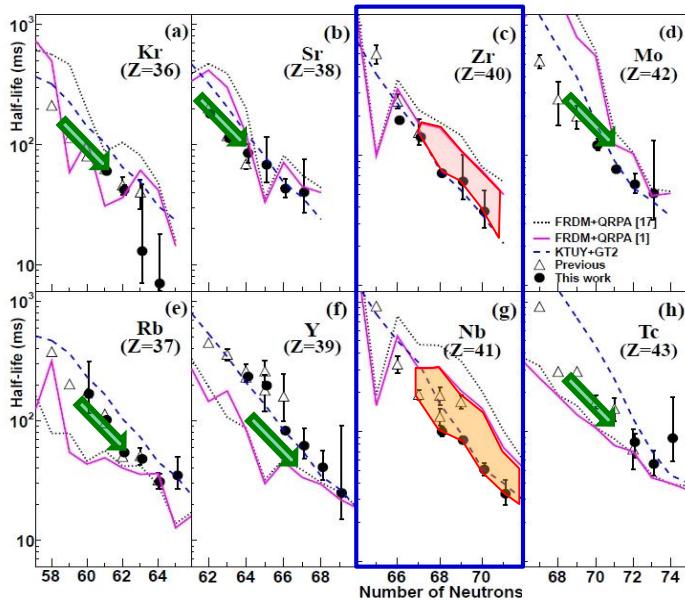 (a)
Kr
(Z=36)
(b)
Sr
(Z=38)
(c)
Zr
(Z=40)
(d)
Mo
(Z=42)
Half-life (ms)
10³
10²
10
FRDM+QRPA [17]
FRDM+QRPA [1]
KTUY+GT2
Previous
This work
(e)
Rb
(Z=37)
(f)
Y
(Z=39)
(g)
Nb
(Z=41)
(h)
Tc
(Z=43)
Half-life (ms)
10³
10²
10
58 60 62 64
62 64 66 68
66 68 70
68 70 72 74
Number of Neutrons